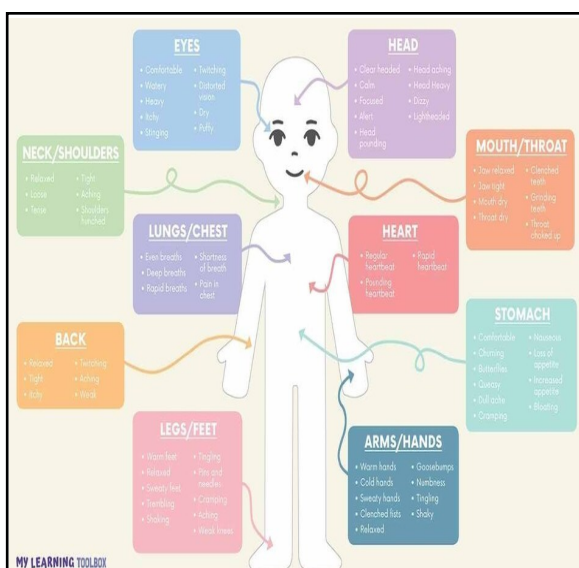 EYES
• Comfortable
• Watery
• Heavy
• Itchy
• Stinging
• Twitching
• Distorted
vision
• Dry
• Puffy
HEAD
• Clear headed
• Calm
• Focused
• Alert
• Head
pounding
• Head aching
• Head Heavy
• Dizzy
• Lightheaded
NECK/SHOULDERS
• Relaxed
• Loose
• Tense
• Tight
• Aching
• Shoulders
hunched
MOUTH/THROAT
• Jaw relaxed
• Jaw tight
• Mouth dry
• Throat dry
• Clenched
teeth
• Grinding
teeth
• Throat
choked up
LUNGS/CHEST
• Even breaths
• Deep breaths
• Rapid breaths
• Shortness
of breath
• Pain in
chest
HEART
• Regular
heartbeat
• Pounding
heartbeat
• Rapid
heartbeat
BACK
• Relaxed
• Tight
• Itchy
• Twitching
• Aching
• Weak
STOMACH
• Comfortable
• Churning
• Butterflies
• Queasy
• Dull ache
• Cramping
• Nauseous
• Loss of
appetite
• Increased
appetite
• Bloating
LEGS/FEET
• Warm feet
• Relaxed
• Sweaty feet
• Trembling
• Shaking
• Tingling
• Pins and
needles
• Cramping
• Aching
• Weak knees
ARMS/HANDS
• Warm hands
• Cold hands
• Sweaty hands
• Clenched fists
• Relaxed
• Goosebumps
• Numbness
• Tingling
• Shaky
MY LEARNING TOOLBOX